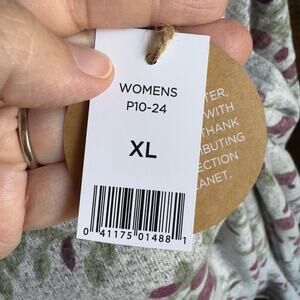 WOMENS
P10-24
XL
0 41175 01488 1
TER,
WITH
THANK
BUTING
ECTION
ANET.